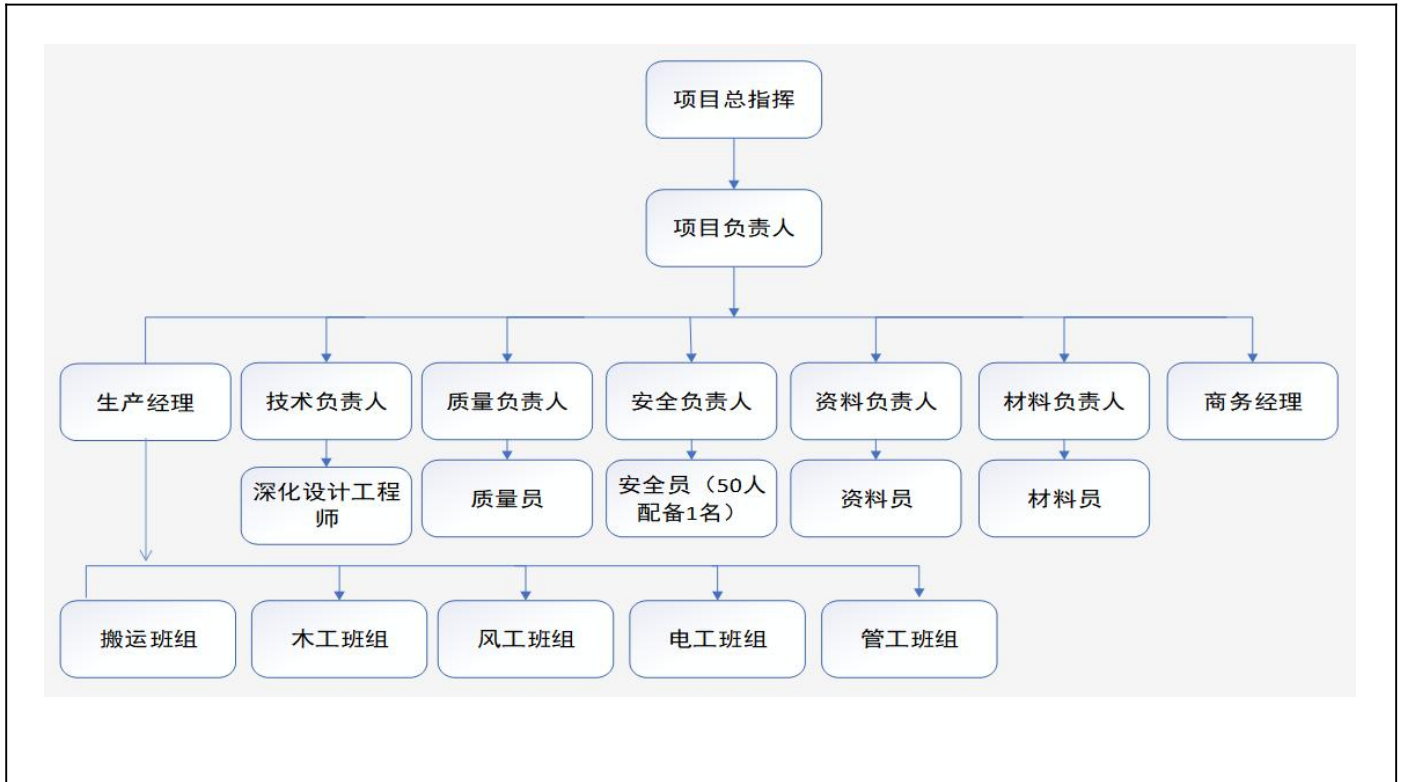 项目总指挥
项目负责人
生产经理
技术负责人
质量负责人
安全负责人
资料负责人
材料负责人
商务经理
深化设计工程
师
质量员
安全员（50人
配备1名）
资料员
材料员
搬运班组
木工班组
风工班组
电工班组
管工班组